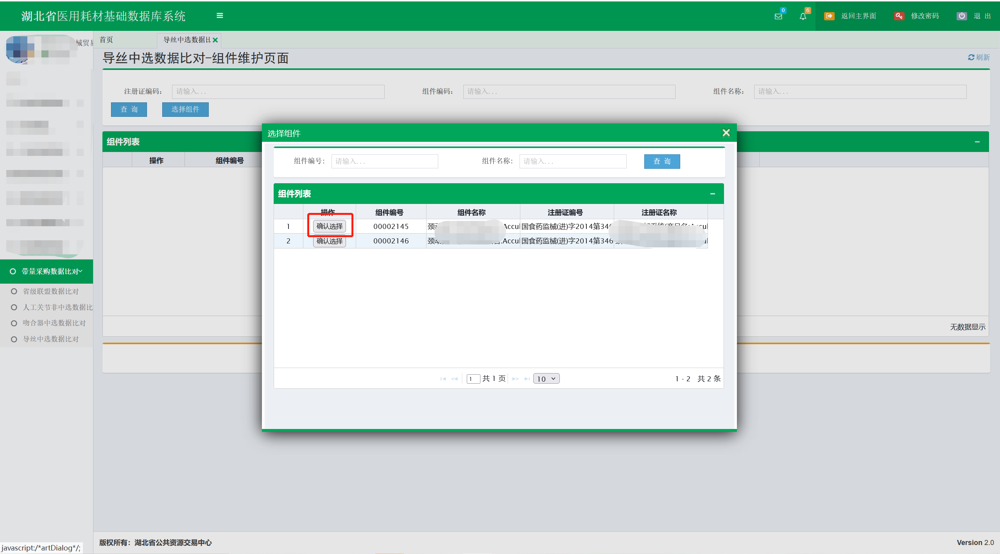 湖北省医用耗材基础数据库系统
0
6
返回主界面
修改密码
退 出
械贸易
首页
导丝中选数据比
导丝中选数据比对-组件维护页面
刷新
注册证编码:
请输入...
组件编码:
请输入...
组件名称:
请输入...
查 询
选择组件
组件列表
操作
组件编号
选择组件
组件编号:
请输入...
组件名称:
请输入...
查 询
组件列表
操作
组件编号
组件名称
注册证编号
注册证名称
1
确认选择
00002145
颈动
Accul
国食药监械(进)字2014第346
2
确认选择
00002146
颈动
:Accul
国食药监械(进)字2014第346
1
共 1 页
10
1 - 2 共 2 条
无数据显示
带量采购数据比对
省级联盟数据比对
人工关节非中选数据比
吻合器中选数据比对
导丝中选数据比对
版权所有：湖北省公共资源交易中心
Version 2.0
javascript:/*artDialog*/;